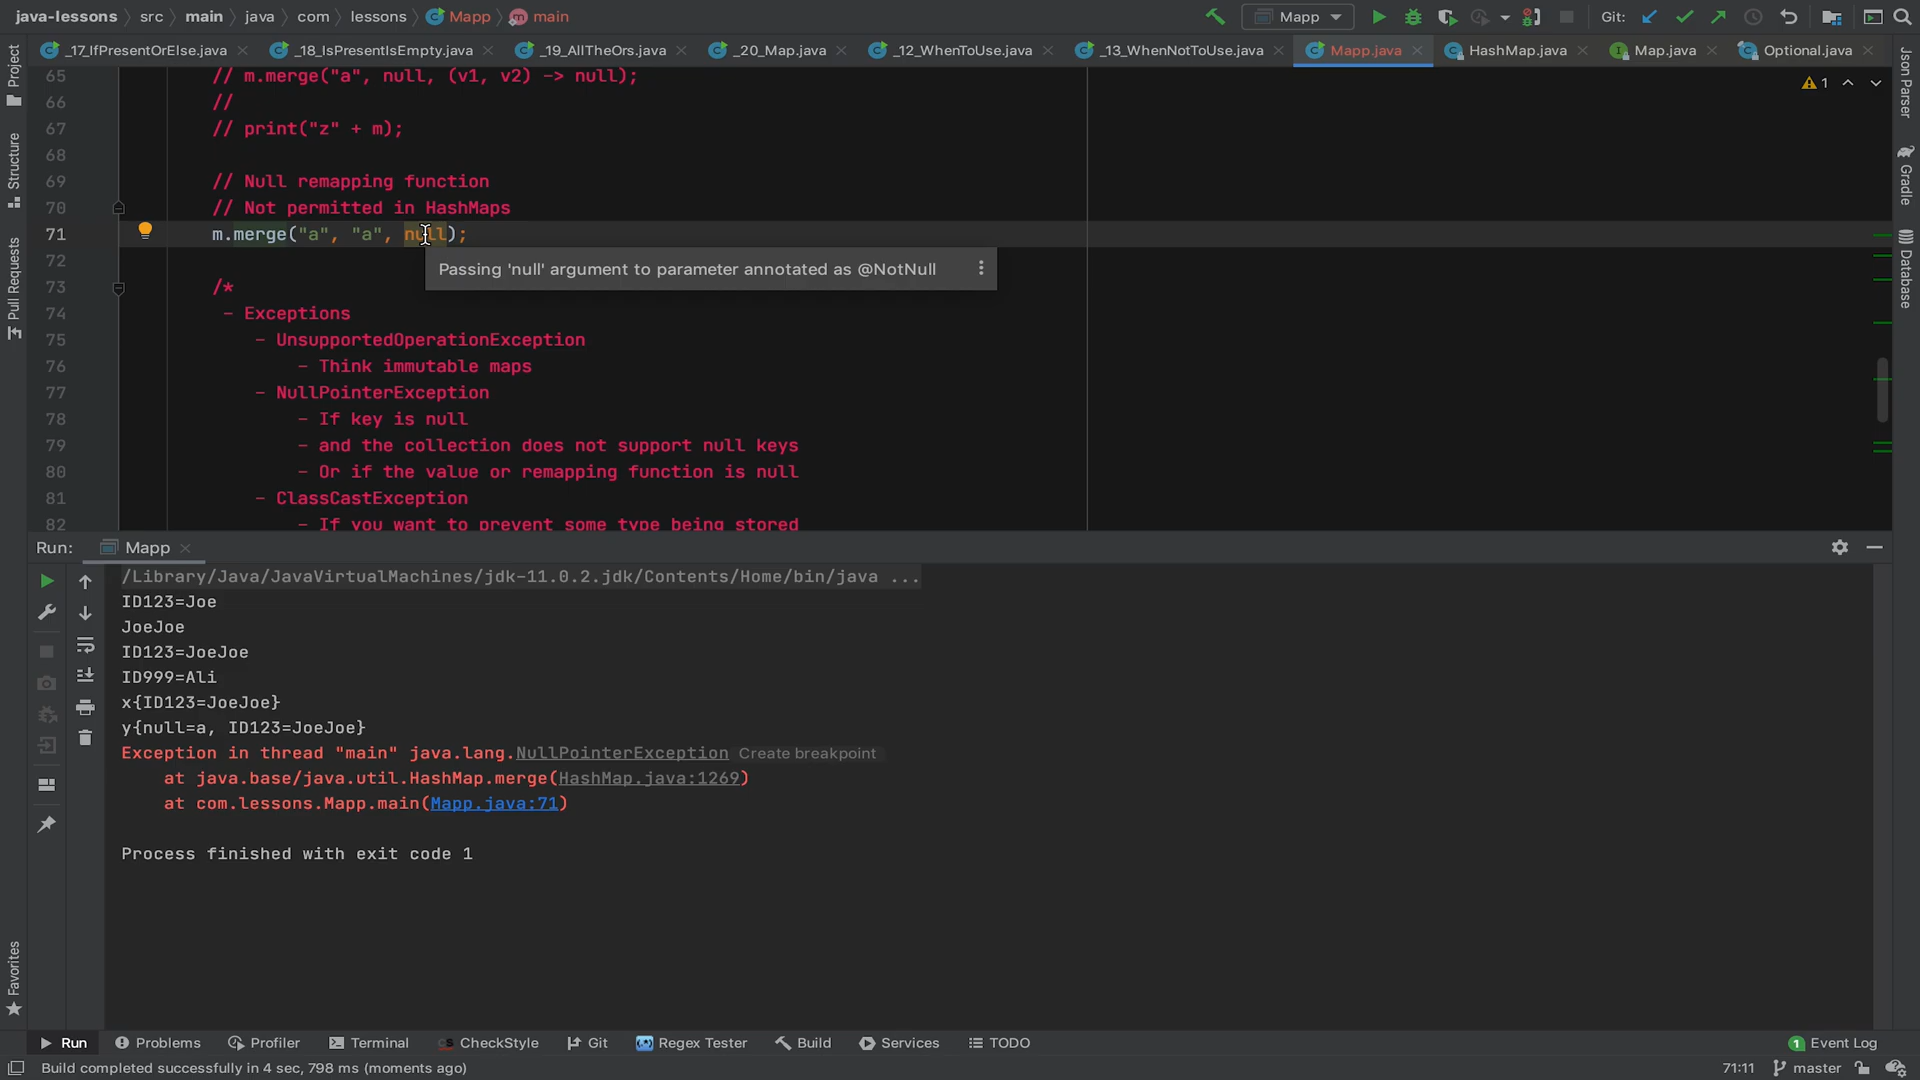 java-lessons src main java com lessons Mapp main Mapp Git:
_17_IfPresentOrElse.java _18_IsPresentIsEmpty.java _19_AllTheOrs.java _20_Map.java _12_WhenToUse.java _13_WhenNotToUse.java Mapp.java HashMap.java Map.java Optional.java
Project
Structure
Pull Requests
Favorites
65 // m.merge("a", null, (v1, v2) -> null);
66 //
67 // print("z" + m);
68
69 // Null remapping function
70 // Not permitted in HashMaps
71 m.merge("a", "a", null);
72
Passing 'null' argument to parameter annotated as @NotNull
73 /*
74 - Exceptions
75 - UnsupportedOperationException
76 - Think immutable maps
77 - NullPointerException
78 - If key is null
79 - and the collection does not support null keys
80 - Or if the value or remapping function is null
81 - ClassCastException
82 - If you want to prevent some type being stored
1
Json Parser
Gradle
Database
Run: Mapp
/Library/Java/JavaVirtualMachines/jdk-11.0.2.jdk/Contents/Home/bin/java ...
ID123=Joe
JoeJoe
ID123=JoeJoe
ID999=Ali
x{ID123=JoeJoe}
y{null=a, ID123=JoeJoe}
Exception in thread "main" java.lang.NullPointerException Create breakpoint
at java.base/java.util.HashMap.merge(HashMap.java:1269)
at com.lessons.Mapp.main(Mapp.java:71)
Process finished with exit code 1
Run Problems Profiler Terminal CheckStyle Git Regex Tester Build Services TODO 1 Event Log
Build completed successfully in 4 sec, 798 ms (moments ago) 71:11 master